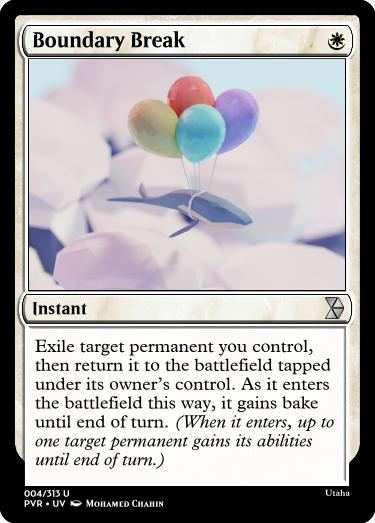 Boundary Break
Instant
Exile target permanent you control,
then return it to the battlefield tapped
under its owner's control. As it enters
the battlefield this way, it gains bake
until end of turn. (When it enters, up to
one target permanent gains its abilities
until end of turn.)
004/313 U
Utaha
PVR • UV Mohamed Chahin